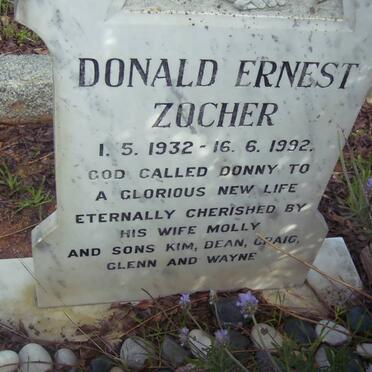 DONALD ERNEST
ZOCHER
1. 5. 1932 - 16. 6. 1992.
GOD CALLED DONNY TO
A GLORIOUS NEW LIFE
ETERNALLY CHERISHED BY
HIS WIFE MOLLY
AND SONS KIM, DEAN, CRAIG,
GLENN AND WAYNE